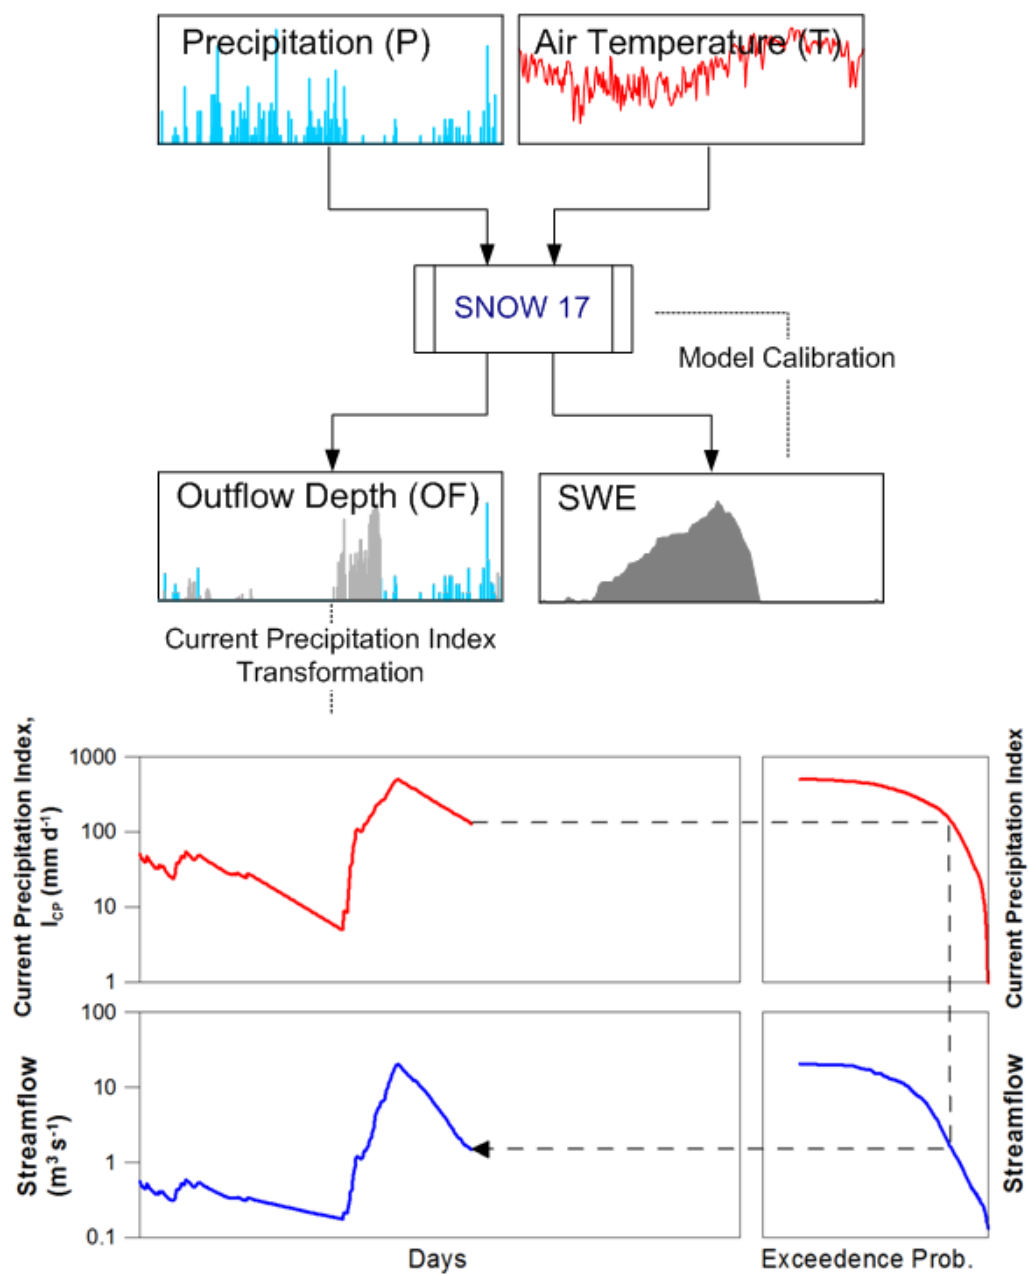 Precipitation (P)
Air Temperature (T)
SNOW 17
Model Calibration
Outflow Depth (OF)
SWE
Current Precipitation Index
Transformation
Current Precipitation Index,
I_CP (mm d-1)
1000
100
10
1
Current Precipitation Index
Streamflow
(m³ s-1)
100
10
1
0.1
Streamflow
Days
Exceedence Prob.